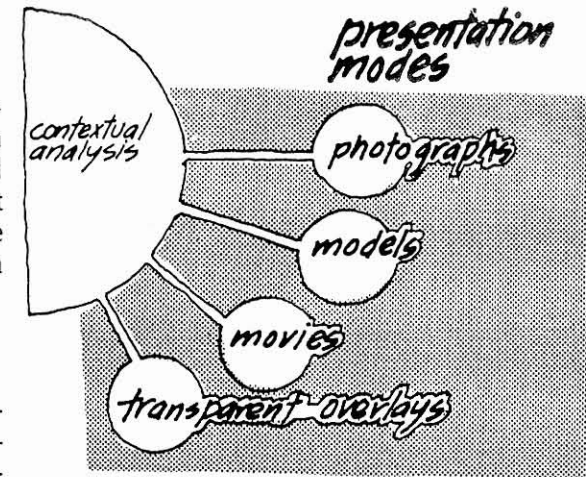 presentation
modes
contextual
analysis
photographs
models
movies
transparent overlays